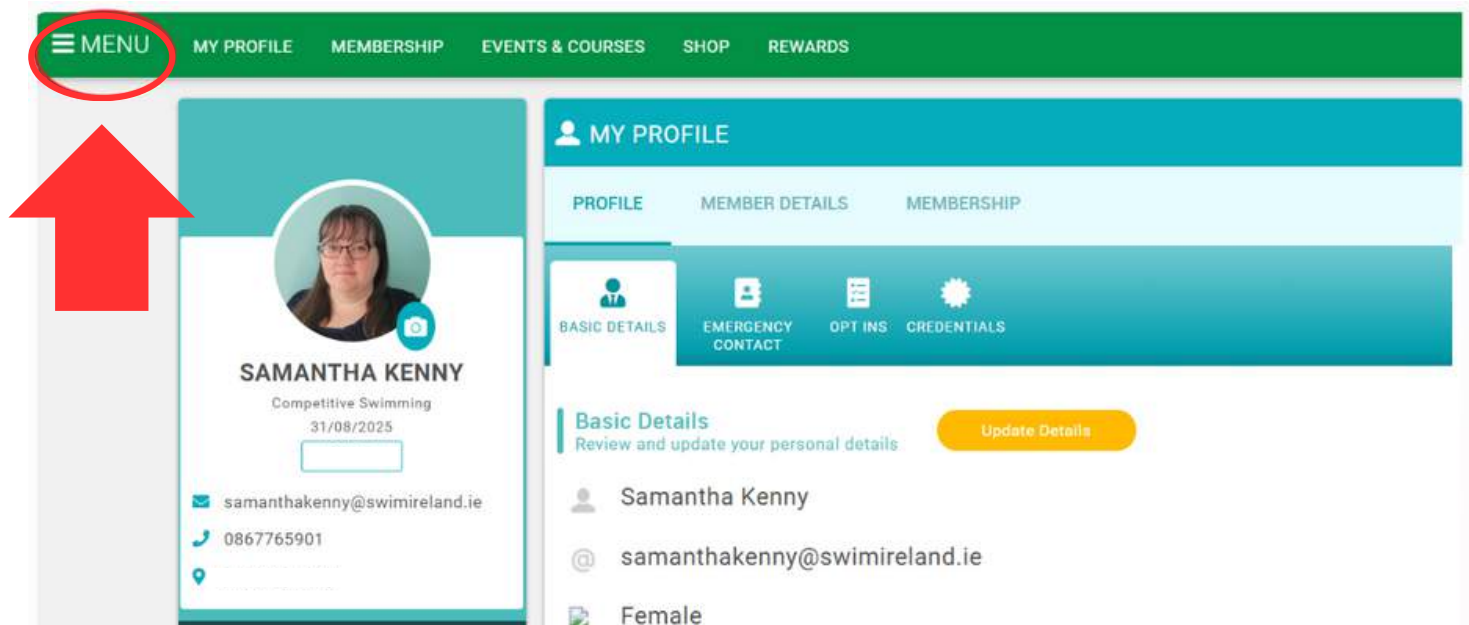 MENU MY PROFILE MEMBERSHIP EVENTS & COURSES SHOP REWARDS
SAMANTHA KENNY
Competitive Swimming
31/08/2025
samanthakenny@swimireland.ie
0867765901
MY PROFILE
PROFILE MEMBER DETAILS MEMBERSHIP
BASIC DETAILS EMERGENCY CONTACT OPT INS CREDENTIALS
Basic Details
Review and update your personal details
Update Details
Samantha Kenny
@ samanthakenny@swimireland.ie
Female